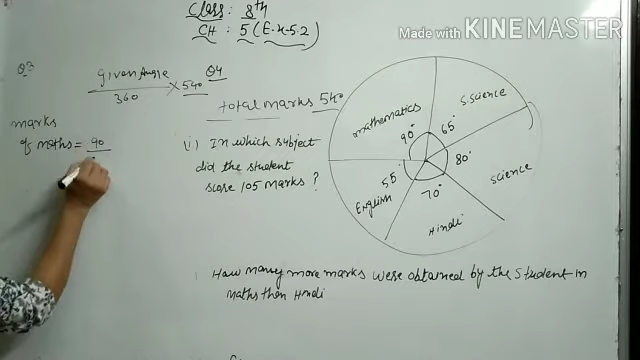 Class: 8th
CH: 5 (Ex-5.2)
Made with KINEMASTER
Q3
Given Angle
360
× 540
Q4
total marks 540
marks
of maths = 90
(i) In which subject
did the student
score 105 marks?
mathematics
90°
S.Science
65°
80°
Science
70°
Hindi
55°
English
How many more marks were obtained by the student in
maths then Hindi